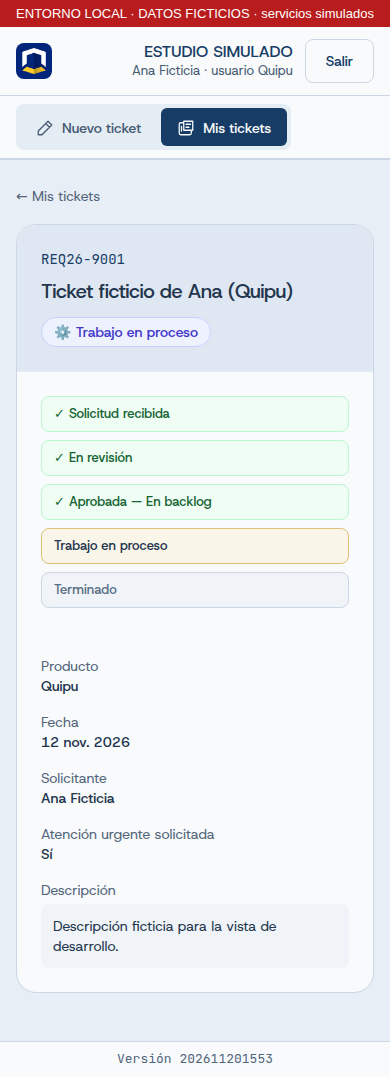 ENTORNO LOCAL · DATOS FICTICIOS · servicios simulados
ESTUDIO SIMULADO
Ana Ficticia · usuario Quipu
Salir
Nuevo ticket
Mis tickets
← Mis tickets
REQ26-9001
Ticket ficticio de Ana (Quipu)
⚙️ Trabajo en proceso
✓ Solicitud recibida
✓ En revisión
✓ Aprobada — En backlog
Trabajo en proceso
Terminado
Producto
Quipu
Fecha
12 nov. 2026
Solicitante
Ana Ficticia
Atención urgente solicitada
Sí
Descripción
Descripción ficticia para la vista de
desarrollo.
Versión 202611201553